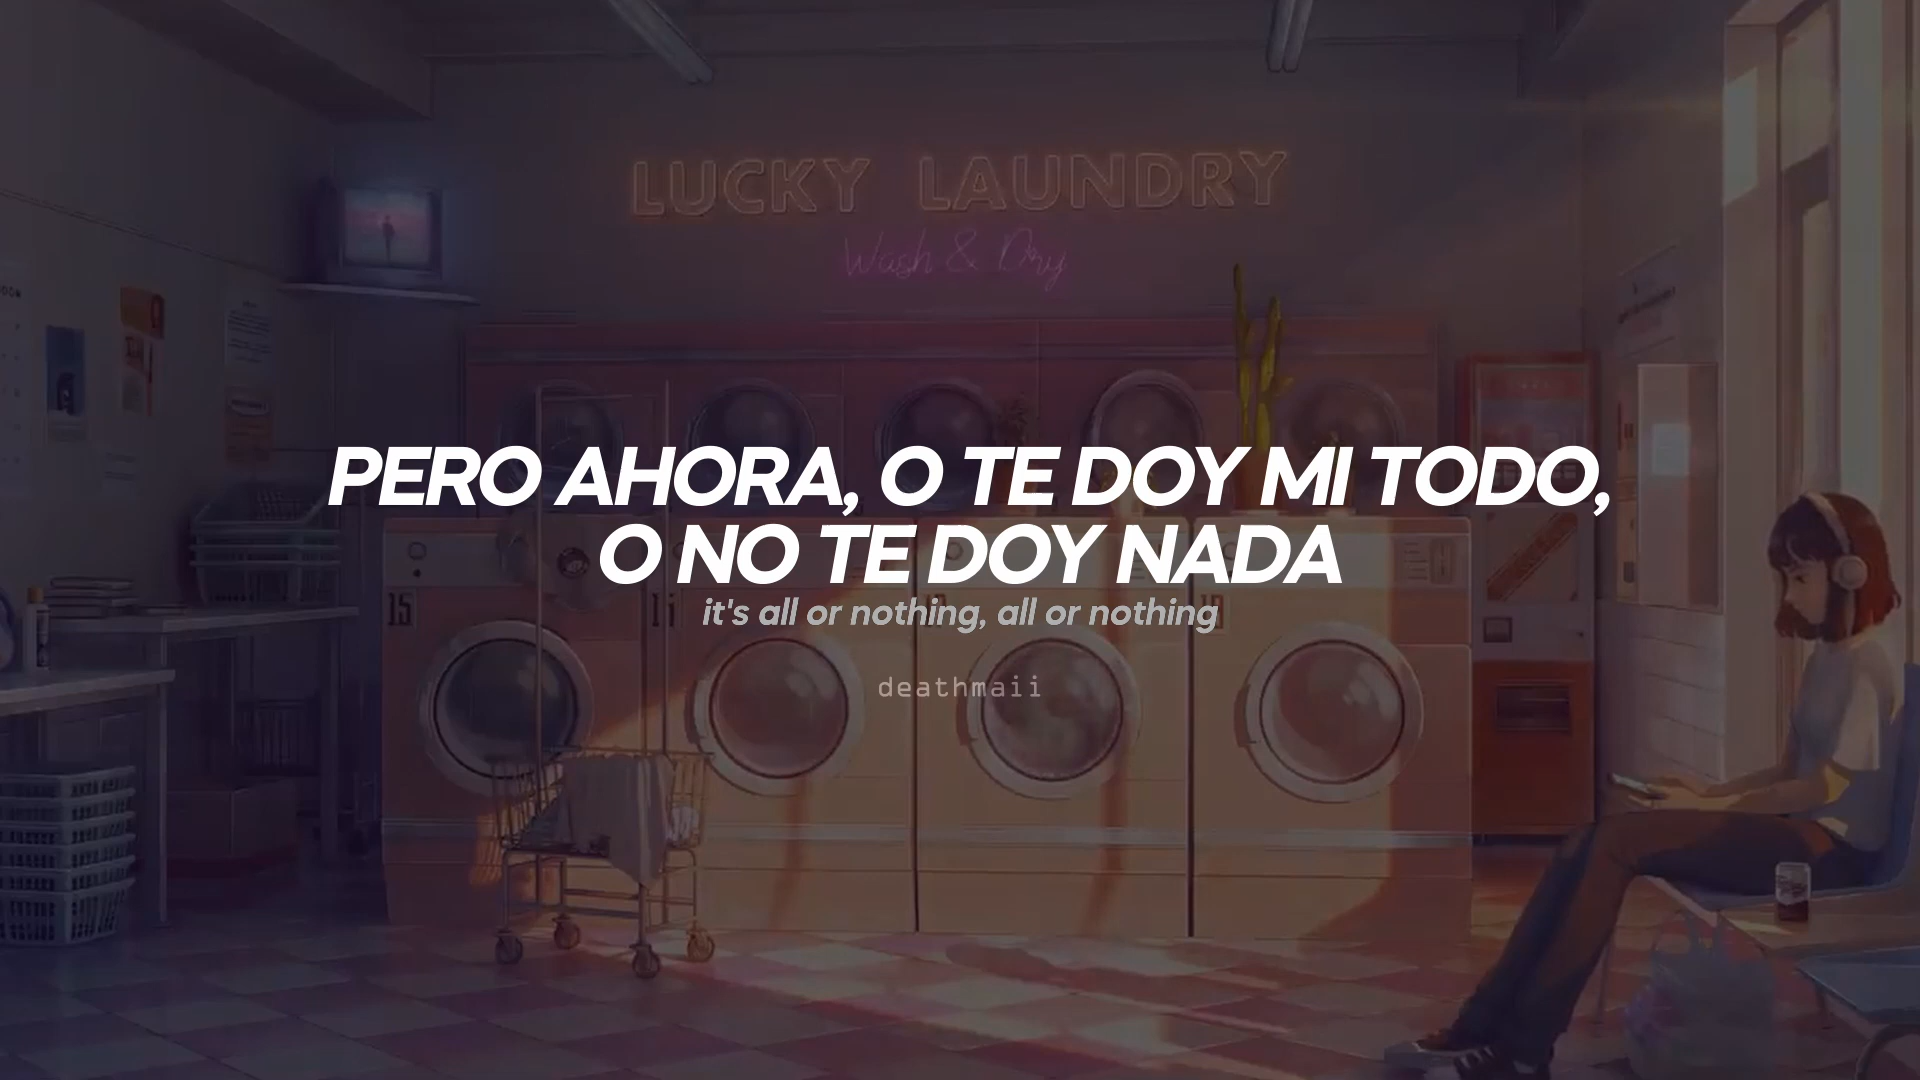 LUCKY LAUNDRY
Wash & Dry
PERO AHORA, O TE DOY MI TODO,
O NO TE DOY NADA
it's all or nothing, all or nothing
15
deathmaii